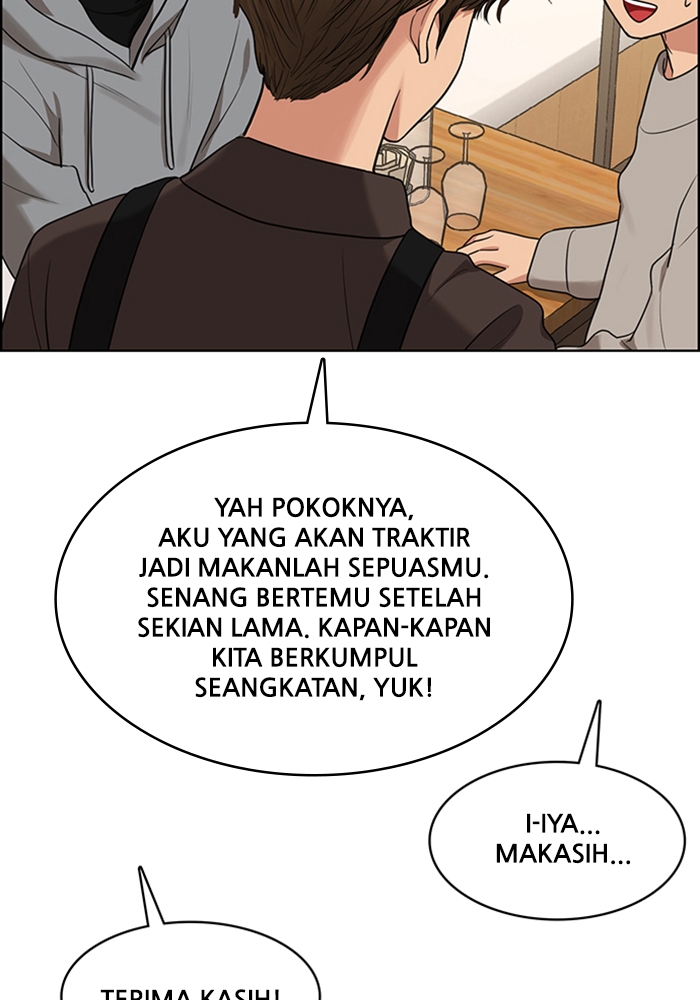 YAH POKOKNYA,
AKU YANG AKAN TRAKTIR
JADI MAKANLAH SEPUASMU.
SENANG BERTEMU SETELAH
SEKIAN LAMA. KAPAN-KAPAN
KITA BERKUMPUL
SEANGKATAN, YUK!
I-IYA...
MAKASIH...
TERIMA KASIH!